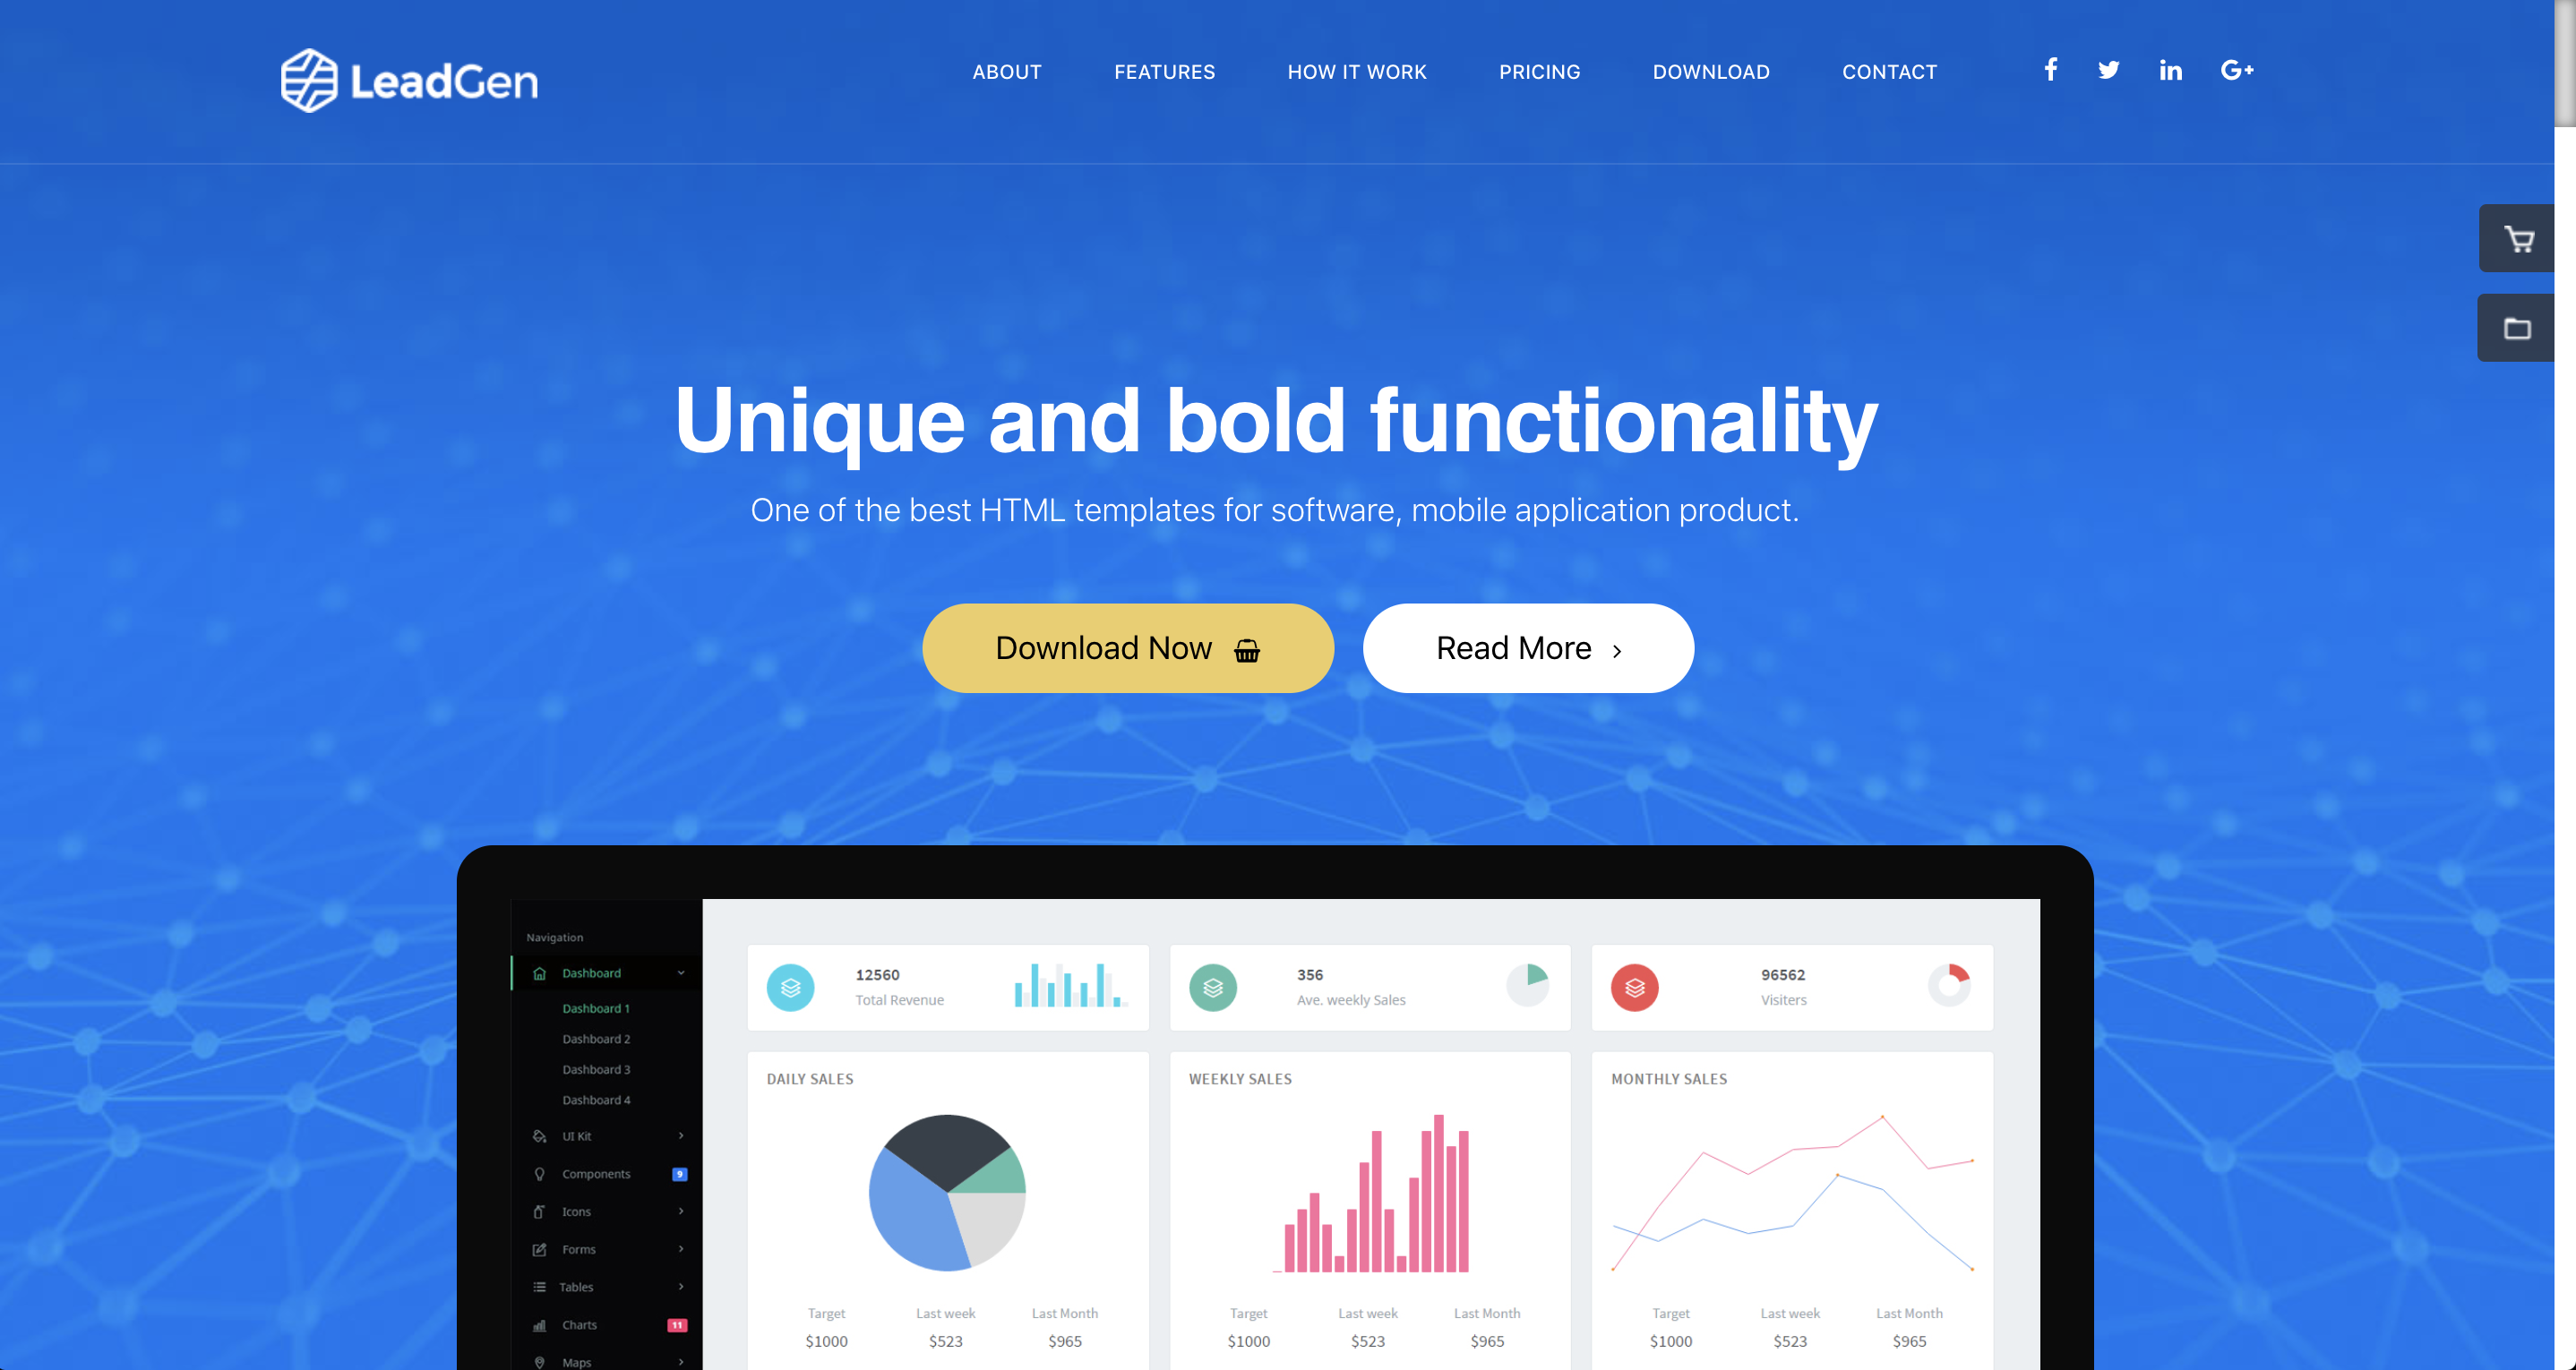 LeadGen
ABOUT FEATURES HOW IT WORK PRICING DOWNLOAD CONTACT
Unique and bold functionality
One of the best HTML templates for software, mobile application product.
Download Now
Read More
Navigation
Dashboard
Dashboard 1
Dashboard 2
Dashboard 3
Dashboard 4
UI Kit
Components 9
Icons
Forms
Tables
Charts 11
Maps
12560
Total Revenue
356
Ave. weekly Sales
96562
Visiters
DAILY SALES
Target Last week Last Month
$1000 $523 $965
WEEKLY SALES
Target Last week Last Month
$1000 $523 $965
MONTHLY SALES
Target Last week Last Month
$1000 $523 $965